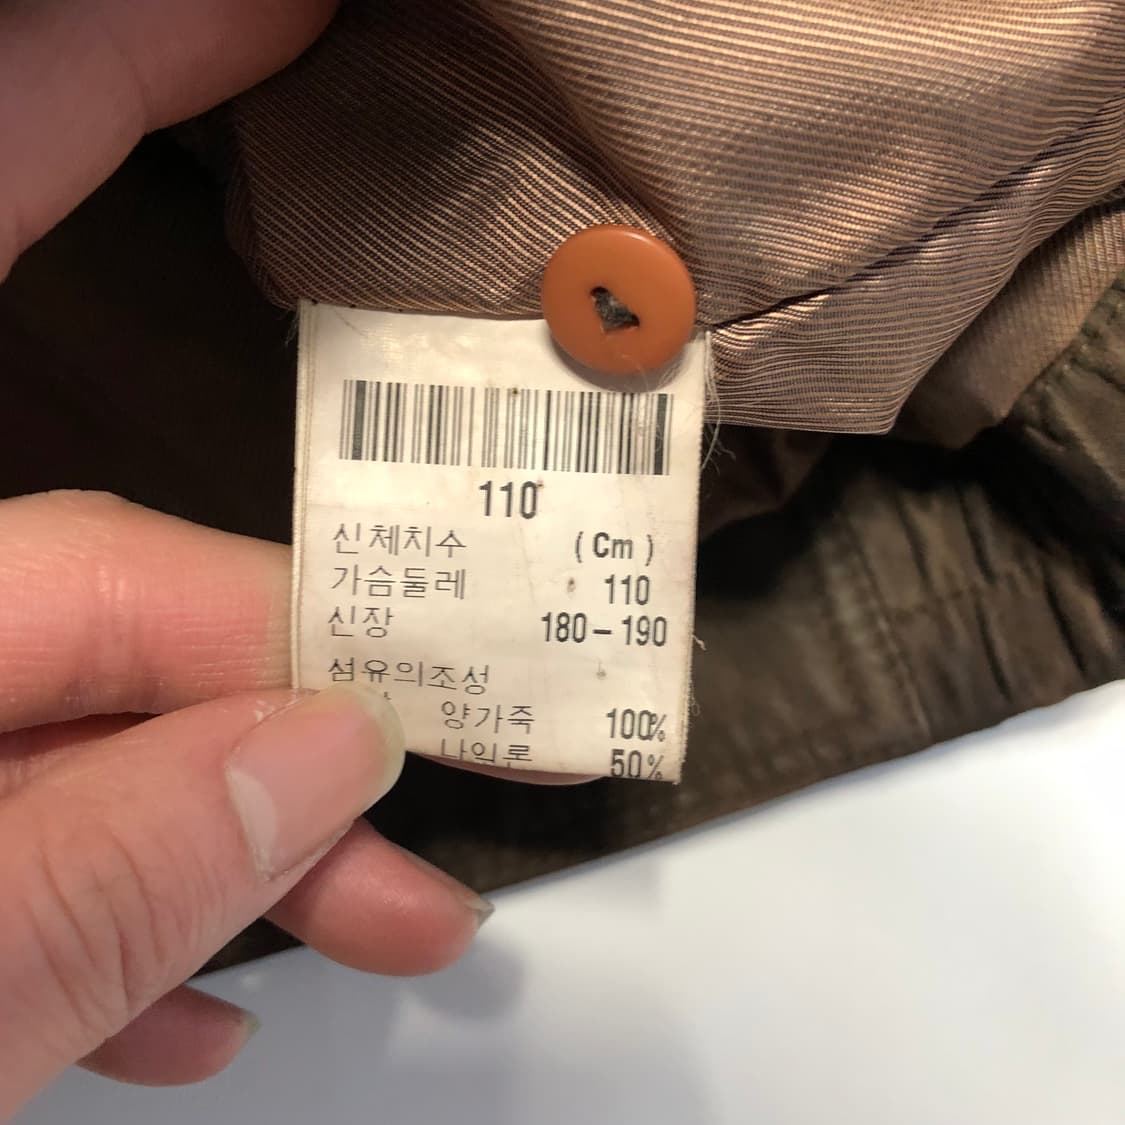 110
신체치수 (Cm)
가슴둘레 110
신장 180-190
섬유의조성
양가죽 100%
나일론 50%